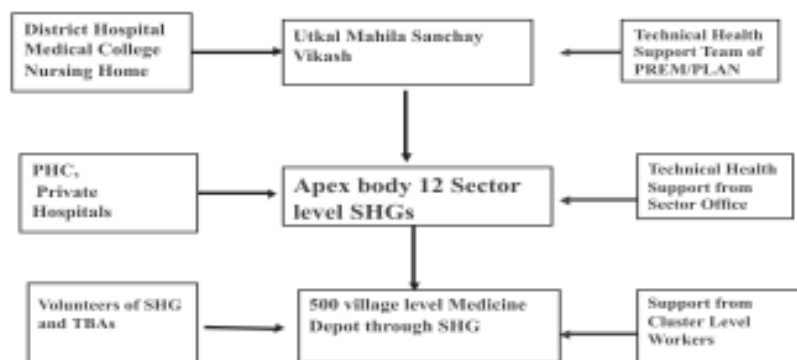 District Hospital
Medical College
Nursing Home
Utkal Mahila Sanchay
Vikash
Technical Health
Support Team of
PREM/PLAN
PHC,
Private
Hospitals
Apex body 12 Sector
level SHGs
Technical Health
Support from
Sector Office
Volunteers of SHG
and TBAs
500 village level Medicine
Depot through SHG
Support from
Cluster Level
Workers